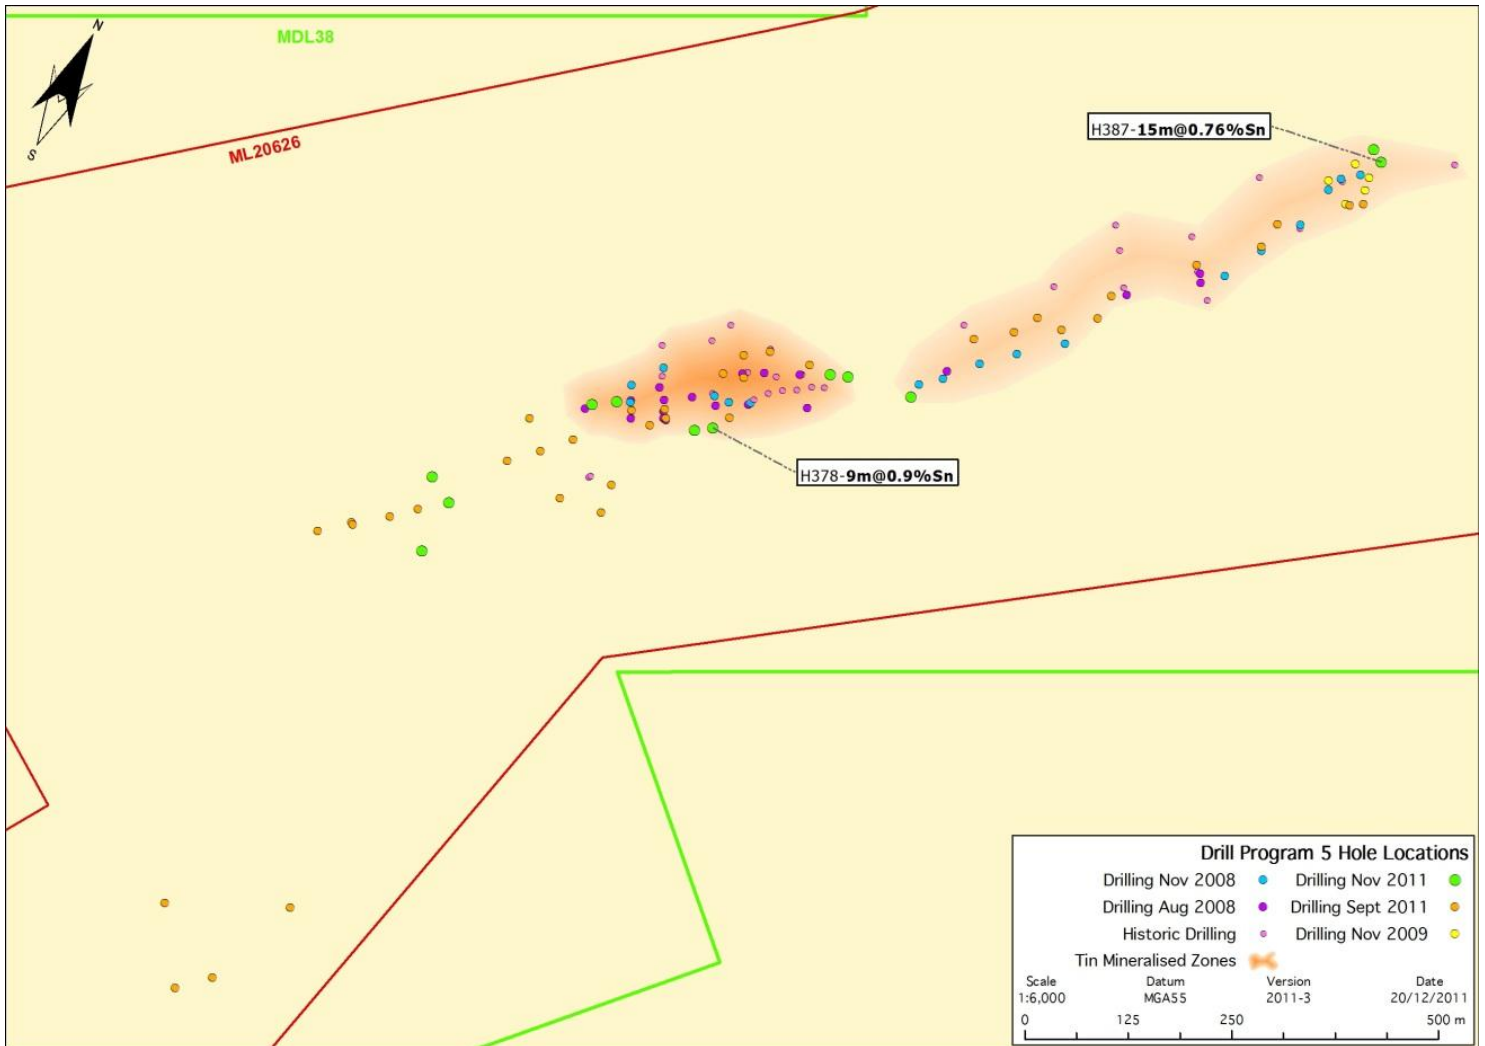 N
MDL38
S
ML20626
H387-15m@0.76%Sn
H378-9m@0.9%Sn
Drill Program 5 Hole Locations
Drilling Nov 2008 Drilling Nov 2011
Drilling Aug 2008 Drilling Sept 2011
Historic Drilling Drilling Nov 2009
Tin Mineralised Zones
Scale Datum Version Date
1:6,000 MGA55 2011-3 20/12/2011
0 125 250 500 m